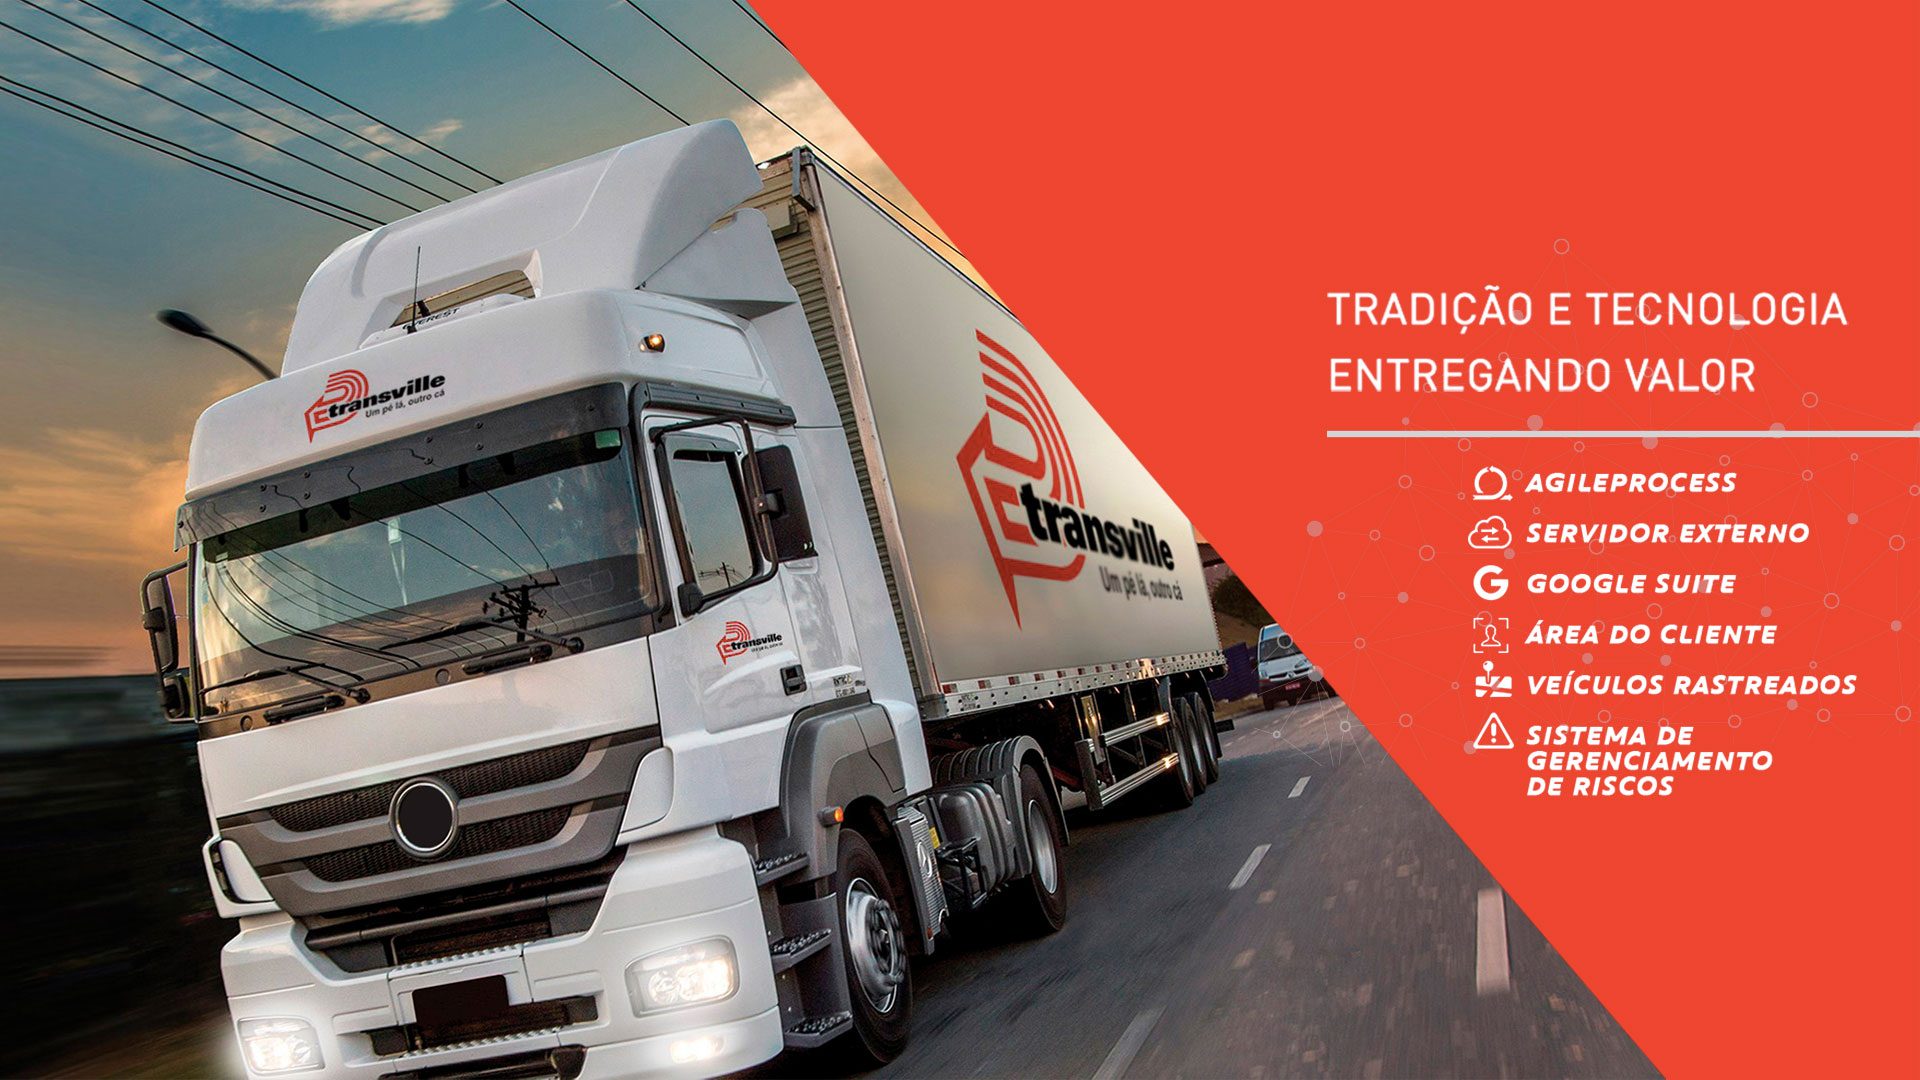 EVEREST
transville
Um pé lá, outro cá
transville
Um pé lá, outro cá
transville
TRADIÇÃO E TECNOLOGIA
ENTREGANDO VALOR
AGILEPROCESS
SERVIDOR EXTERNO
GOOGLE SUITE
ÁREA DO CLIENTE
VEÍCULOS RASTREADOS
SISTEMA DE
GERENCIAMENTO
DE RISCOS